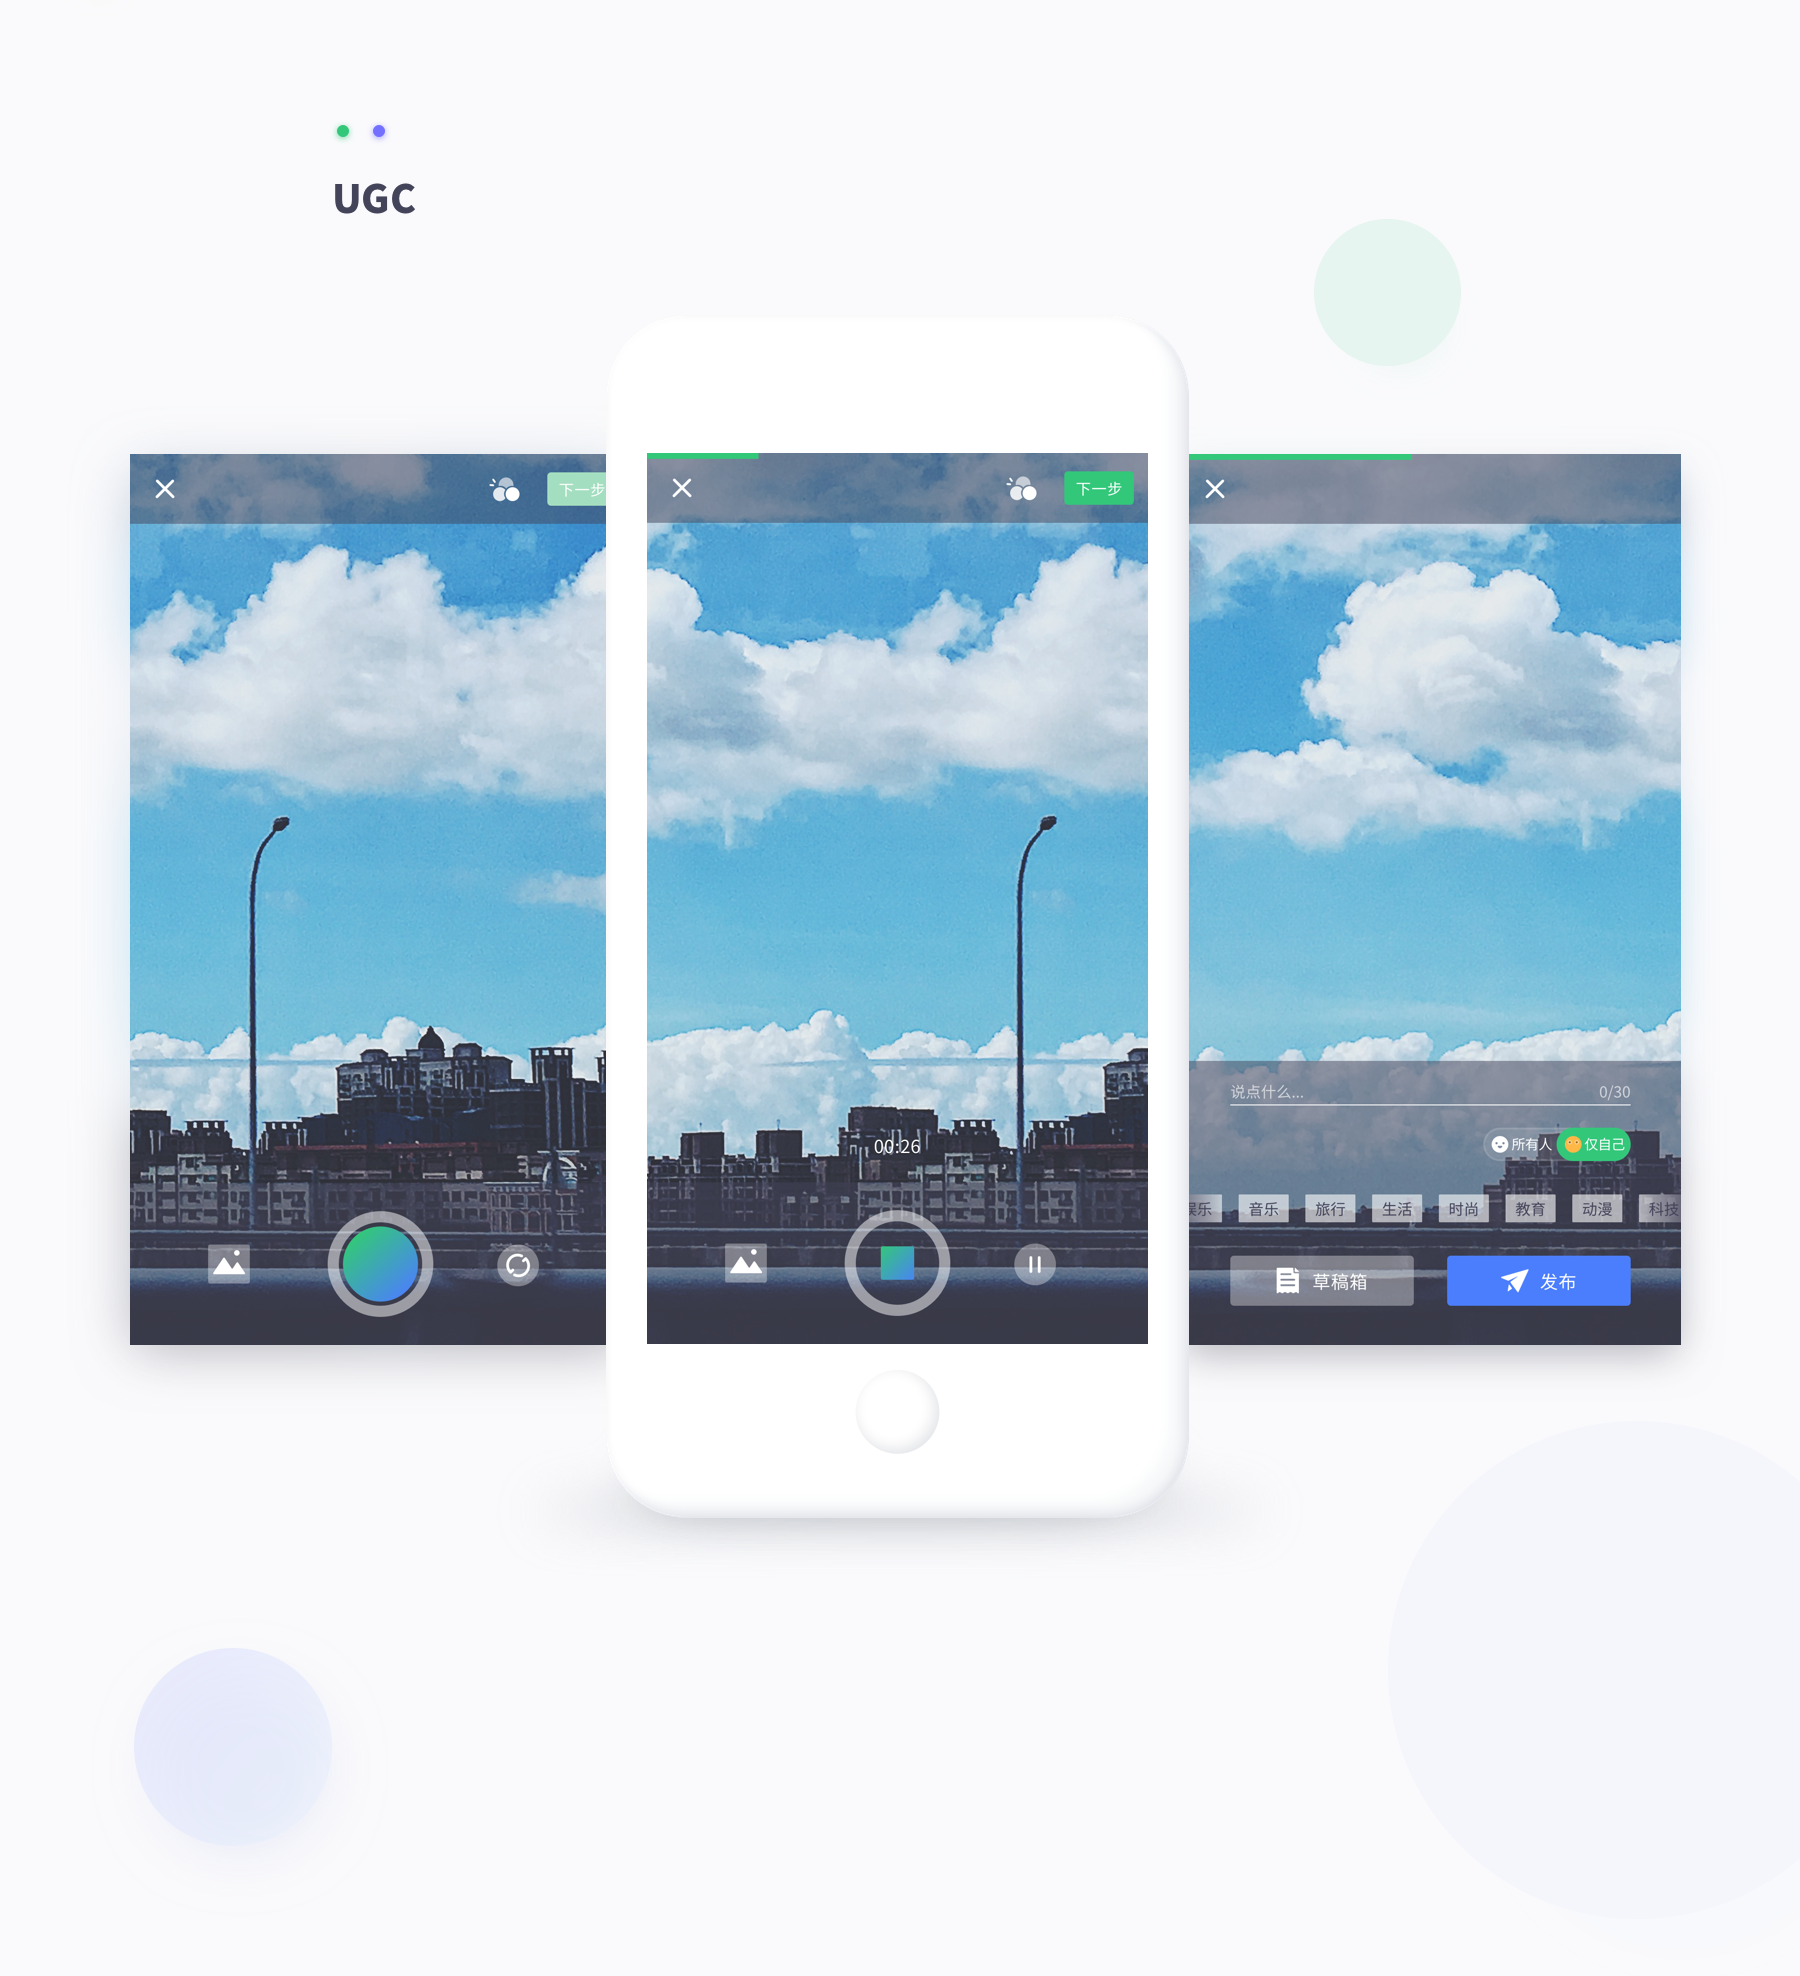 UGC
下一步
下一步
00:26
说点什么... 0/30
所有人 仅自己
娱乐 音乐 旅行 生活 时尚 教育 动漫 科技
草稿箱 发布